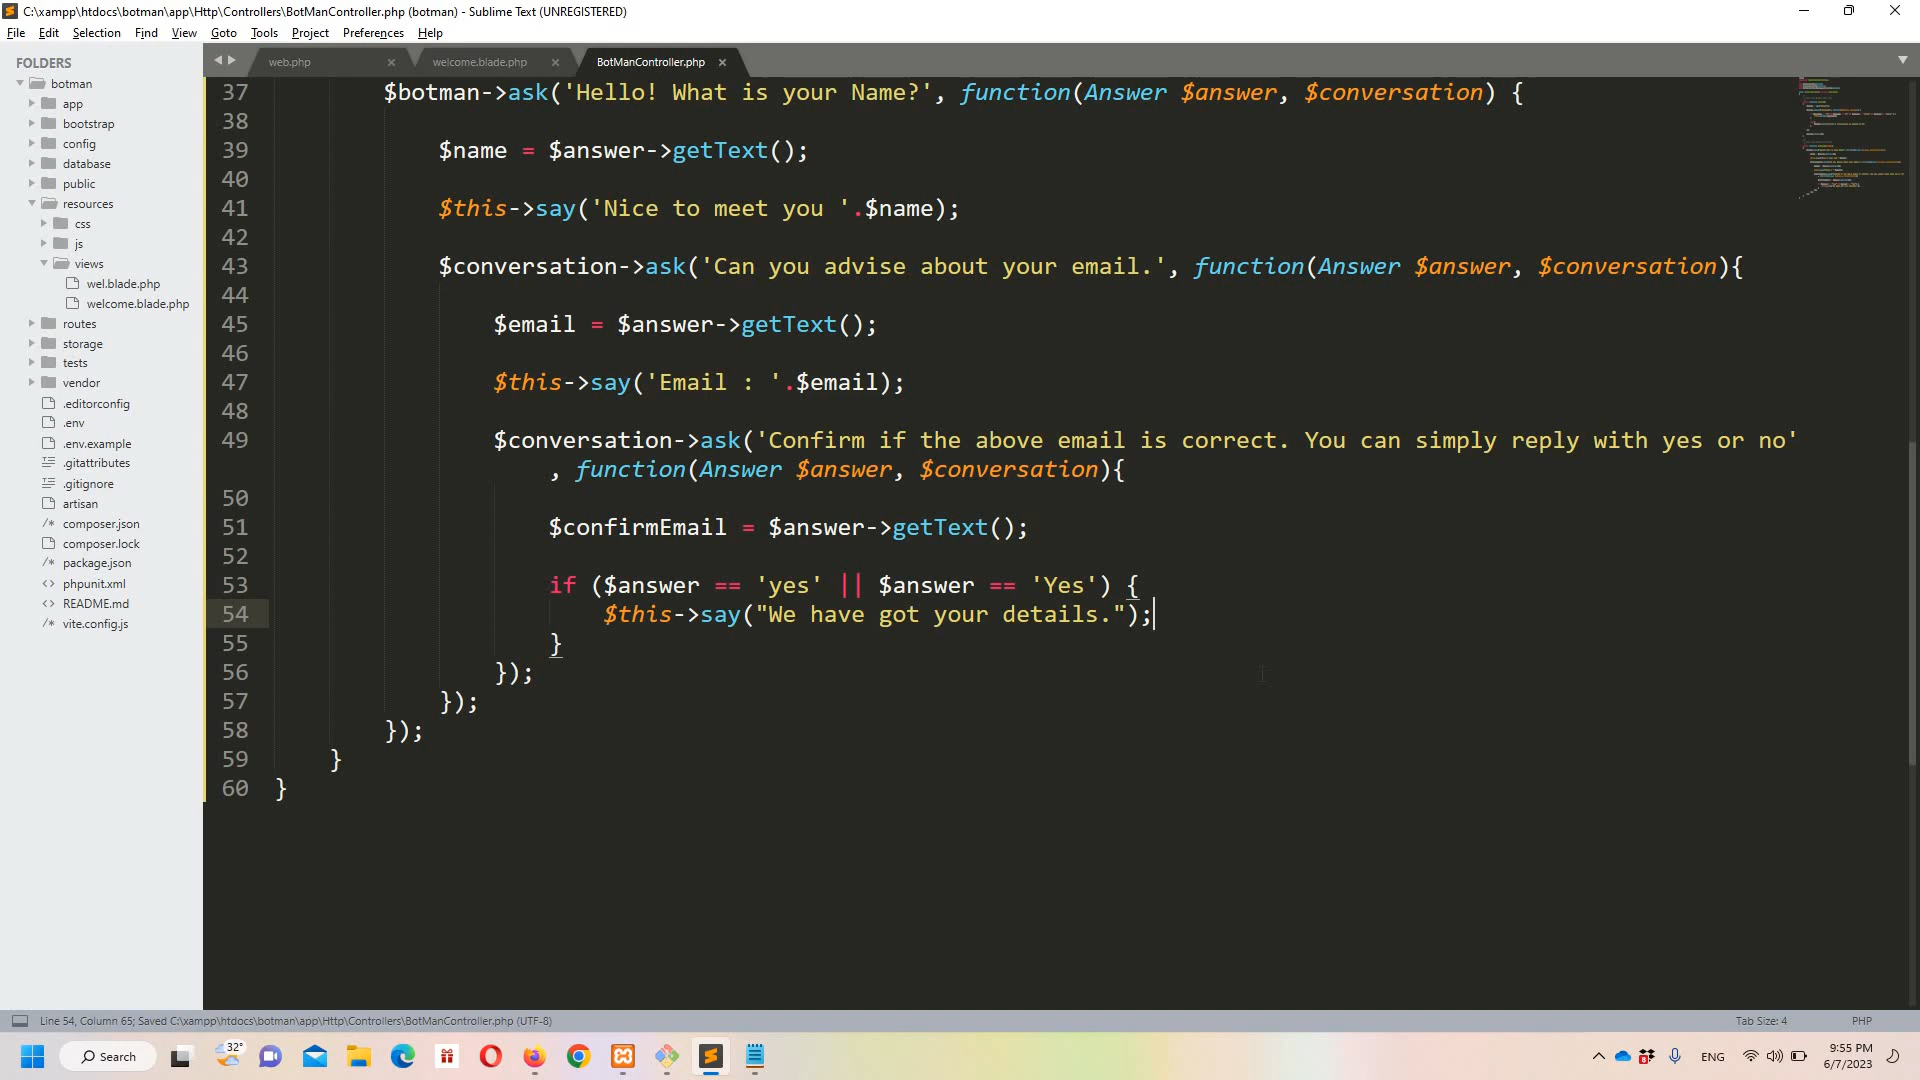 C:\xampp\htdocs\botman\app\Http\Controllers\BotManController.php (botman) - Sublime Text (UNREGISTERED)
File Edit Selection Find View Goto Tools Project Preferences Help
FOLDERS
botman
app
bootstrap
config
database
public
resources
css
js
views
wel.blade.php
welcome.blade.php
routes
storage
tests
vendor
.editorconfig
.env
.env.example
.gitattributes
.gitignore
artisan
composer.json
composer.lock
package.json
phpunit.xml
README.md
vite.config.js
web.php welcome.blade.php BotManController.php
37 $botman->ask('Hello! What is your Name?', function(Answer $answer, $conversation) {
38
39 $name = $answer->getText();
40
41 $this->say('Nice to meet you '.$name);
42
43 $conversation->ask('Can you advise about your email.', function(Answer $answer, $conversation){
44
45 $email = $answer->getText();
46
47 $this->say('Email : '.$email);
48
49 $conversation->ask('Confirm if the above email is correct. You can simply reply with yes or no'
, function(Answer $answer, $conversation){
50
51 $confirmEmail = $answer->getText();
52
53 if ($answer == 'yes' || $answer == 'Yes') {
54 $this->say("We have got your details.");
55 }
56 });
57 });
58 });
59 }
60 }
Line 54, Column 65; Saved C:\xampp\htdocs\botman\app\Http\Controllers\BotManController.php (UTF-8) Tab Size: 4 PHP
Search 32° ENG 9:55 PM
6/7/2023